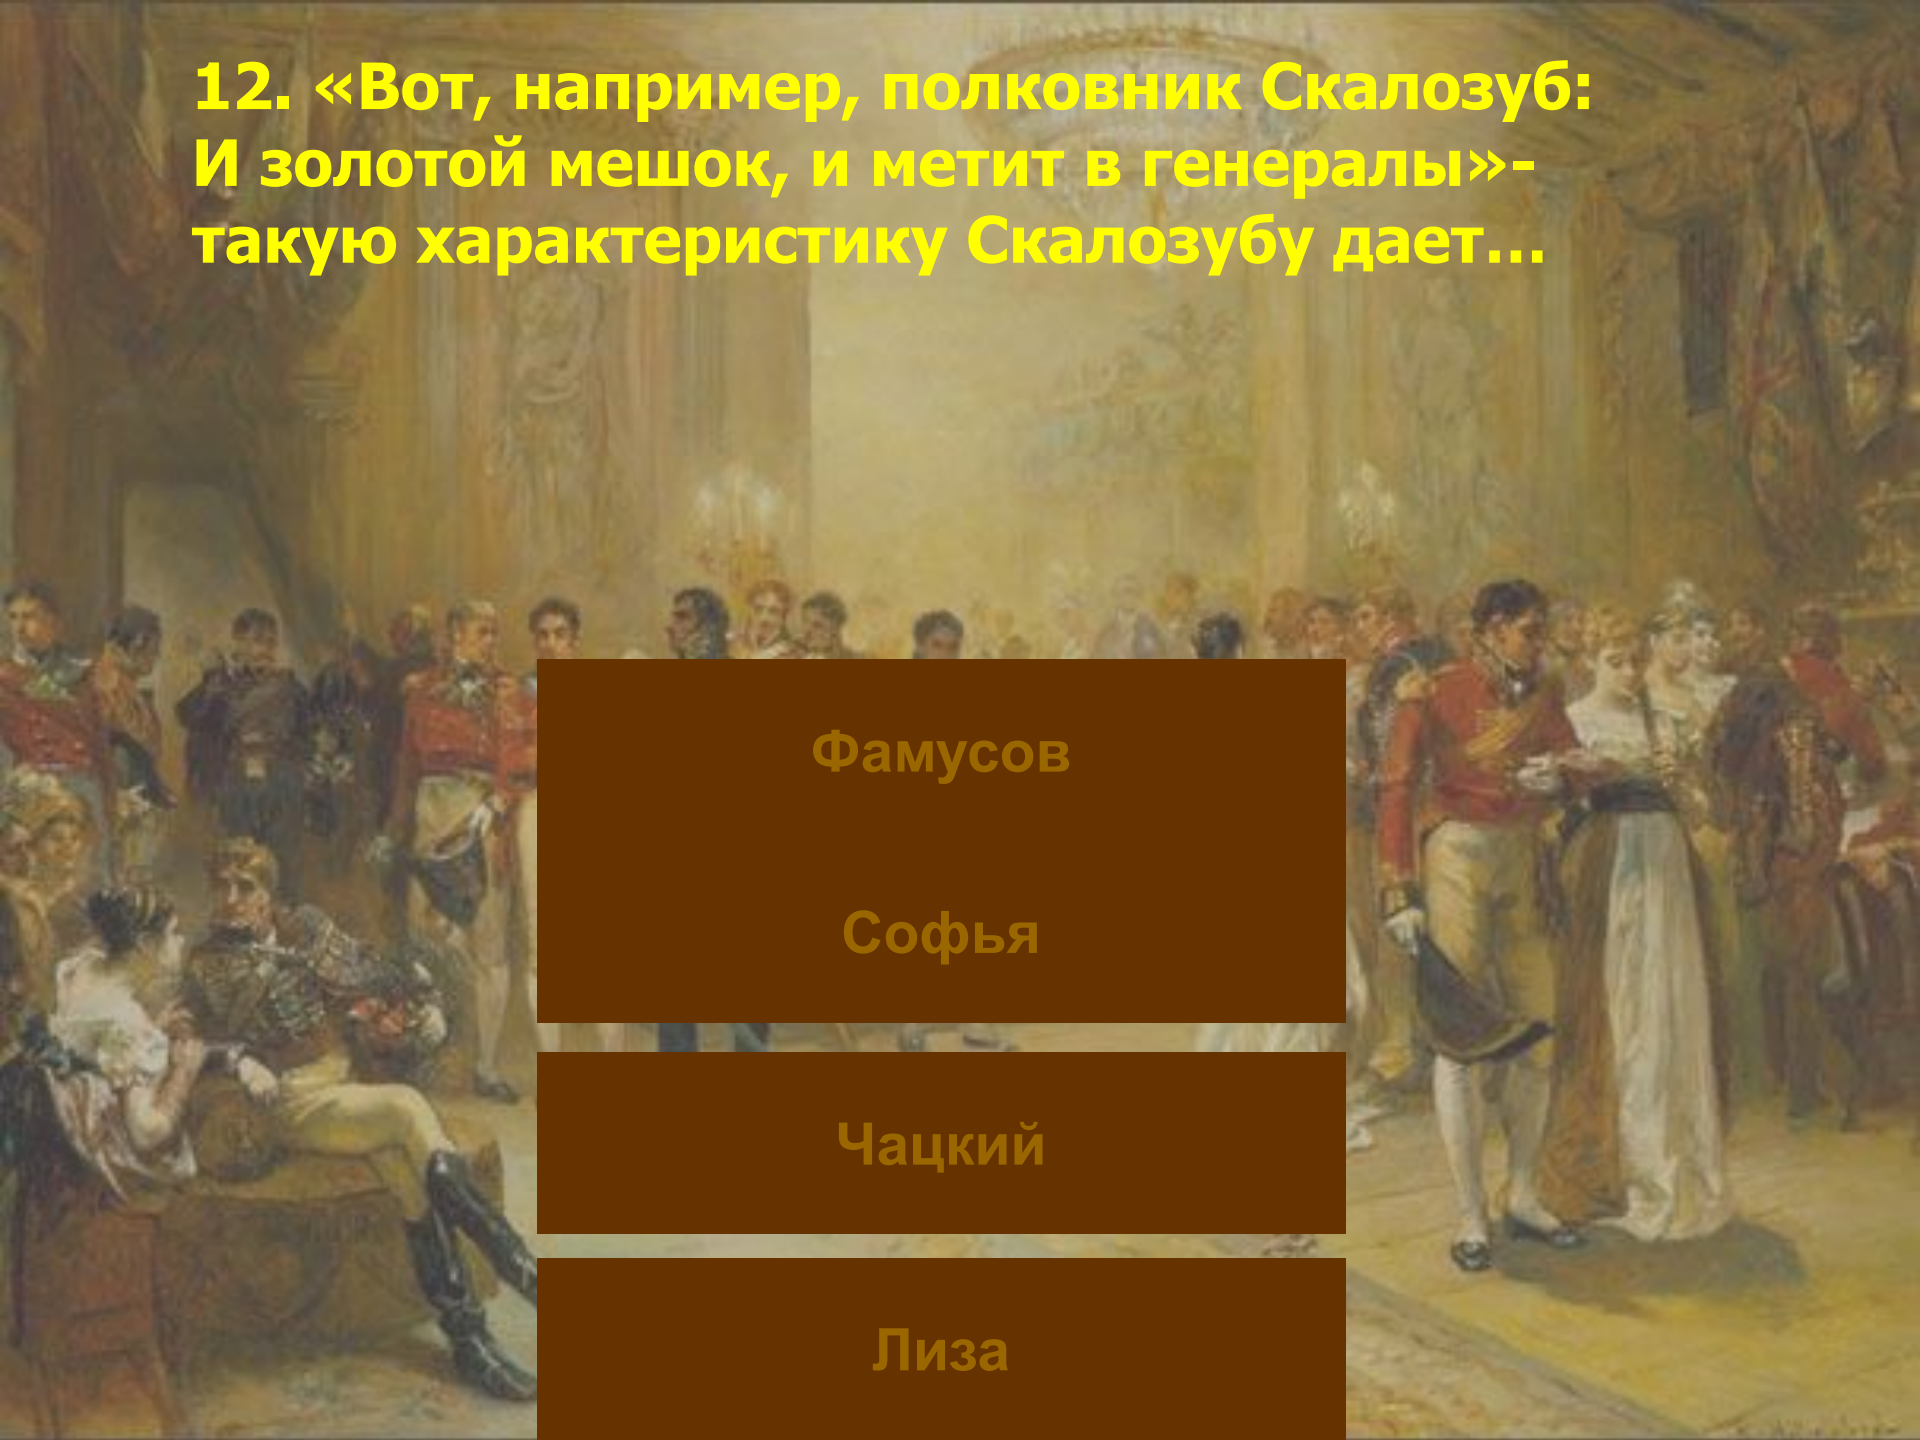 12. «Вот, например, полковник Скалозуб:
И золотой мешок, и метит в генералы»-
такую характеристику Скалозубу дает…
Фамусов
Софья
Чацкий
Лиза